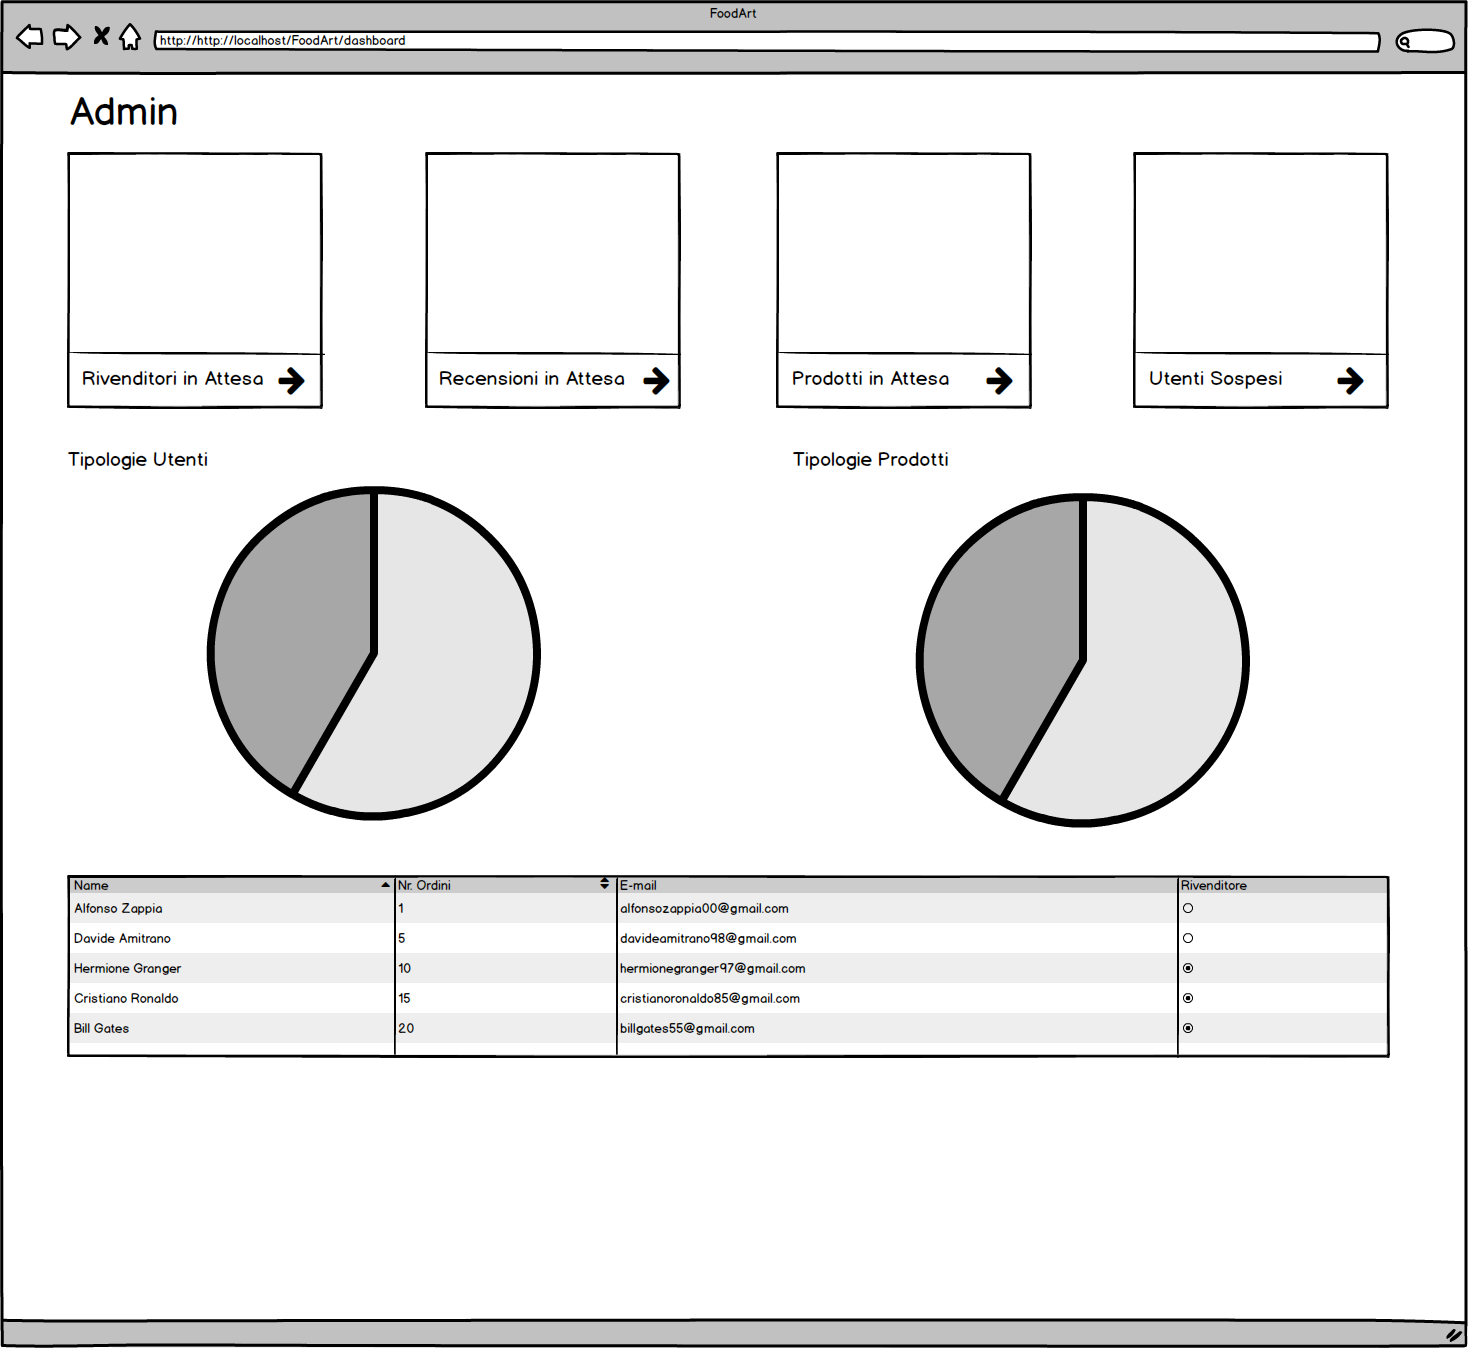 FoodArt
http://http://localhost/FoodArt/dashboard
Admin
Rivenditori in Attesa
Recensioni in Attesa
Prodotti in Attesa
Utenti Sospesi
Tipologie Utenti
Tipologie Prodotti
Name Nr. Ordini E-mail Rivenditore
Alfonso Zappia 1 alfonsozappia00@gmail.com
Davide Amitrano 5 davideamitrano98@gmail.com
Hermione Granger 10 hermionegranger97@gmail.com
Cristiano Ronaldo 15 cristianoronaldo85@gmail.com
Bill Gates 20 billgates55@gmail.com